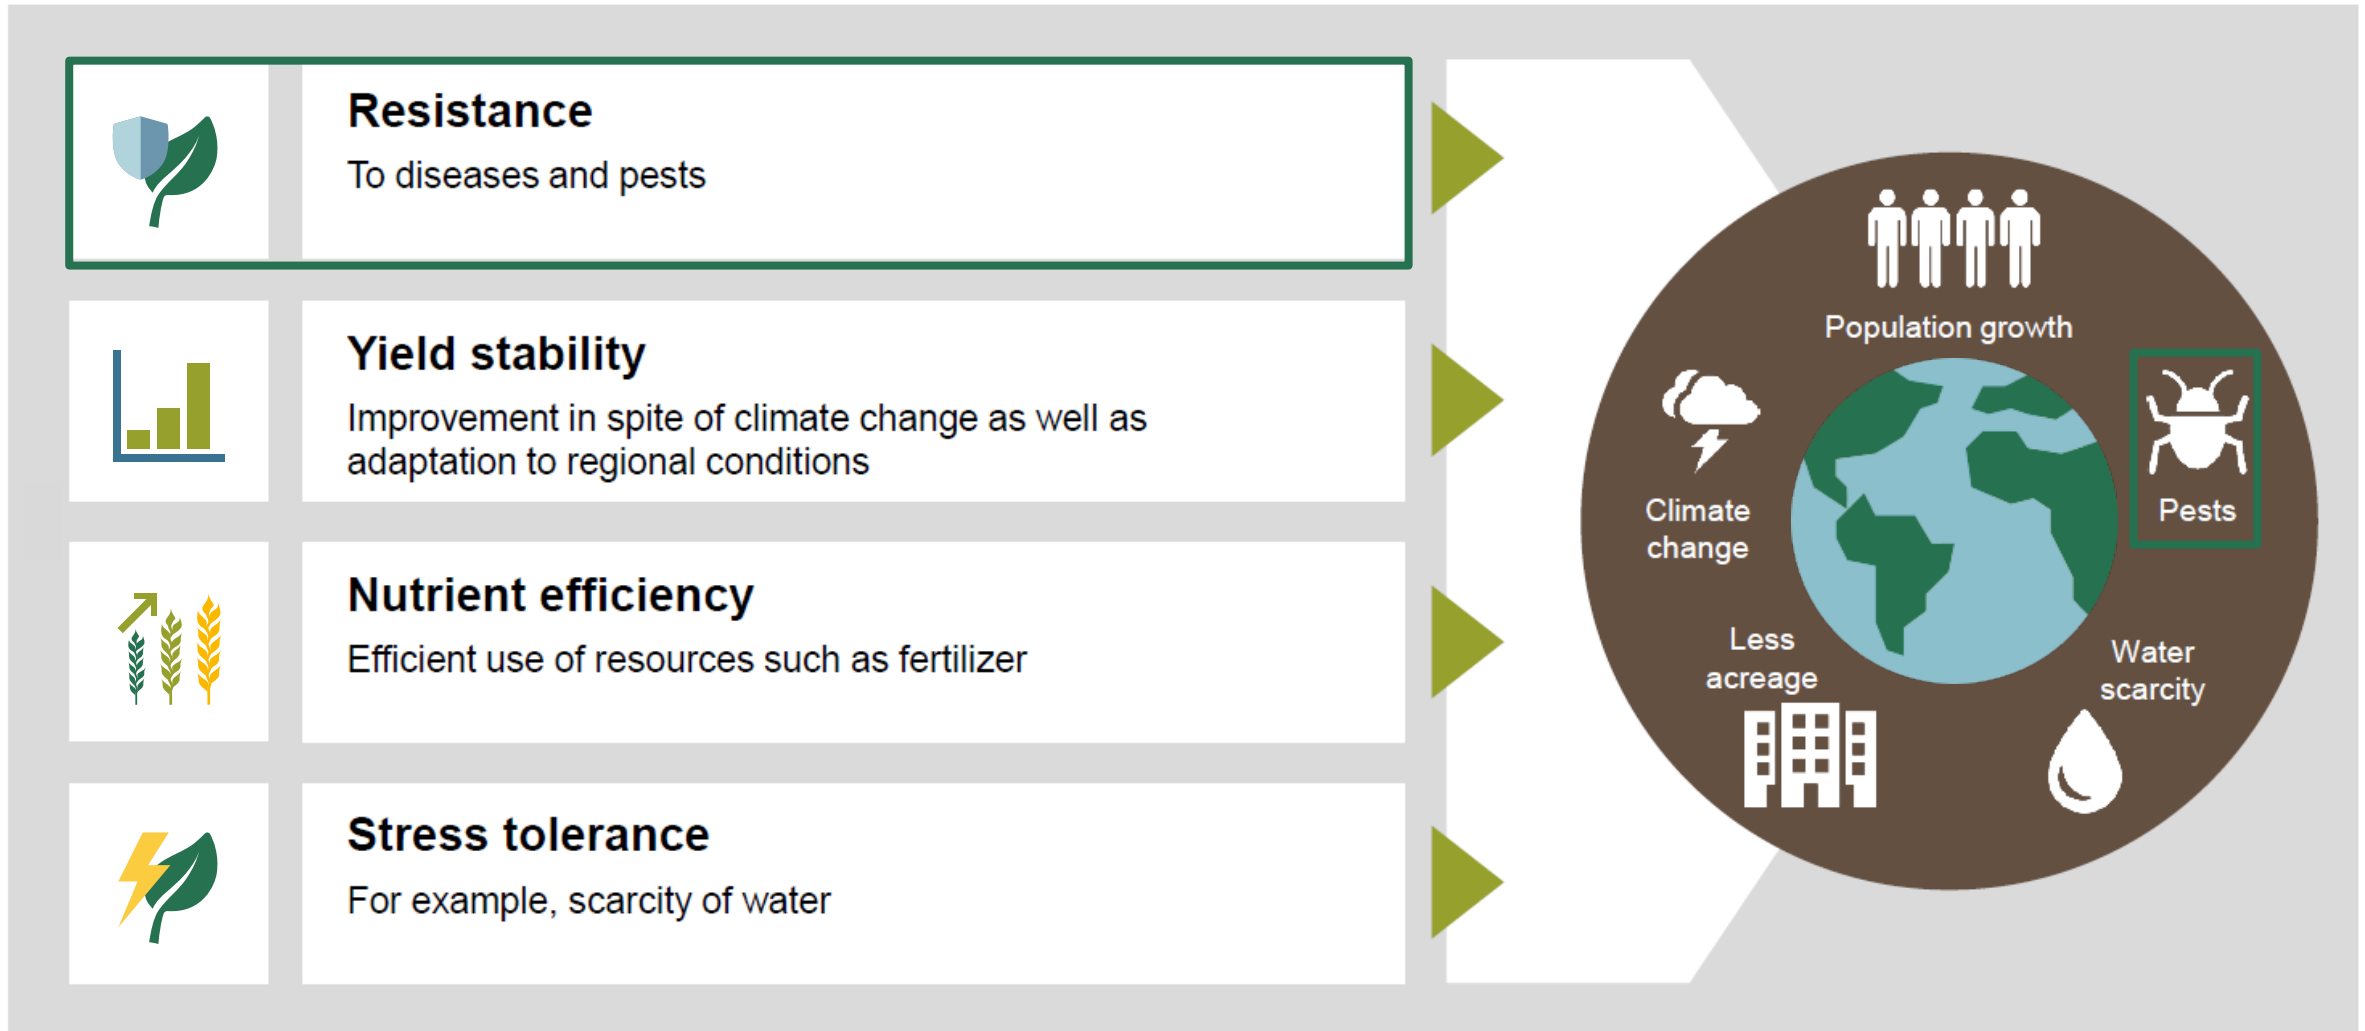 Resistance
To diseases and pests
Yield stability
Improvement in spite of climate change as well as
adaptation to regional conditions
Nutrient efficiency
Efficient use of resources such as fertilizer
Stress tolerance
For example, scarcity of water
Population growth
Climate
change
Pests
Less
acreage
Water
scarcity